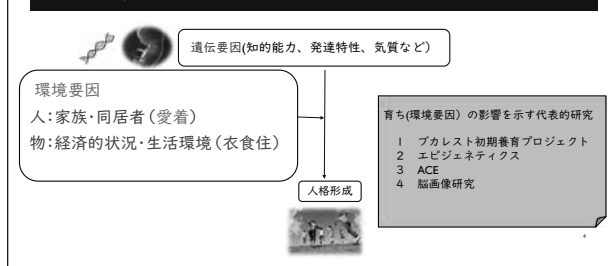 遺伝要因(知的能力、発達特性、気質など)
環境要因
人：家族・同居者(愛着)
物：経済的状況・生活環境(衣食住)
人格形成
育ち(環境要因)の影響を示す代表的研究
1 ブカレスト初期養育プロジェクト
2 エピジェネティクス
3 ACE
4 脳画像研究
4